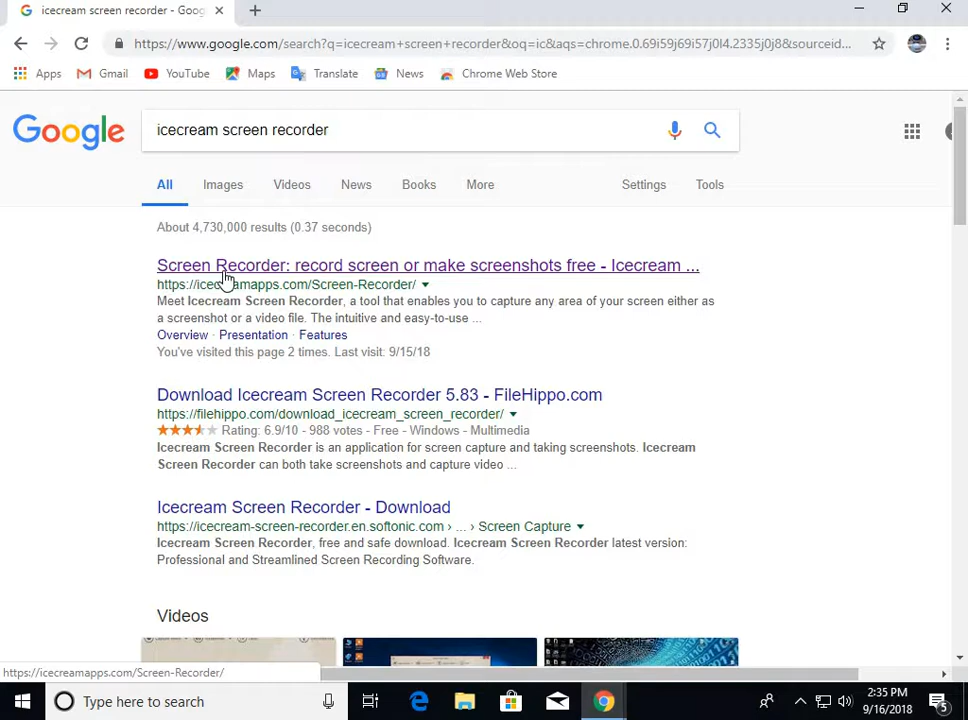 icecream screen recorder - Goog
https://www.google.com/search?q=icecream+screen+recorder&oq=ic&aqs=chrome.0.69i59j69i57j0l4.2335j0j8&sourceid...
Apps Gmail YouTube Maps Translate News Chrome Web Store
Google
icecream screen recorder
All Images Videos News Books More Settings Tools
About 4,730,000 results (0.37 seconds)
Screen Recorder: record screen or make screenshots free - Icecream ...
https://icecreamapps.com/Screen-Recorder/
Meet Icecream Screen Recorder, a tool that enables you to capture any area of your screen either as
a screenshot or a video file. The intuitive and easy-to-use ...
Overview · Presentation · Features
You've visited this page 2 times. Last visit: 9/15/18
Download Icecream Screen Recorder 5.83 - FileHippo.com
https://filehippo.com/download_icecream_screen_recorder/
Rating: 6.9/10 - 988 votes - Free - Windows - Multimedia
Icecream Screen Recorder is an application for screen capture and taking screenshots. Icecream
Screen Recorder can both take screenshots and capture video ...
Icecream Screen Recorder - Download
https://icecream-screen-recorder.en.softonic.com › ... › Screen Capture
Icecream Screen Recorder, free and safe download. Icecream Screen Recorder latest version:
Professional and Streamlined Screen Recording Software.
Videos
https://icecreamapps.com/Screen-Recorder/
Type here to search
2:35 PM
9/16/2018
5